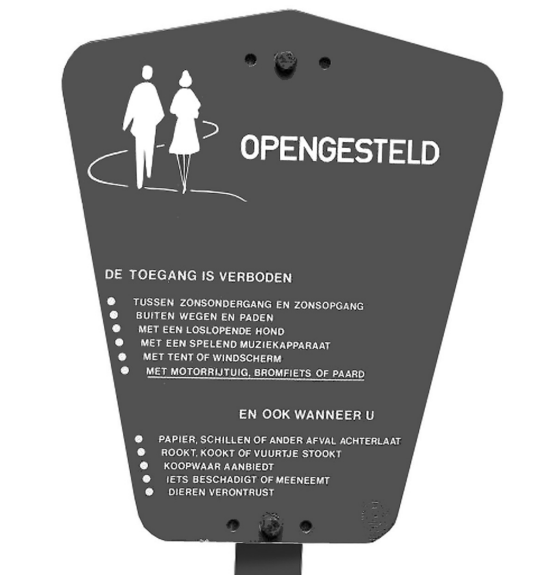 OPENGESTELD
DE TOEGANG IS VERBODEN
● TUSSEN ZONSONDERGANG EN ZONSOPGANG
● BUITEN WEGEN EN PADEN
● MET EEN LOSLOPENDE HOND
● MET EEN SPELEND MUZIEKAPPARAAT
● MET TENT OF WINDSCHERM
● MET MOTORRIJTUIG, BROMFIETS OF PAARD
EN OOK WANNEER U
● PAPIER, SCHILLEN OF ANDER AFVAL ACHTERLAAT
● ROOKT, KOOKT OF VUURTJE STOOKT
● KOOPWAAR AANBIEDT
● IETS BESCHADIGT OF MEENEEMT
● DIEREN VERONTRUST